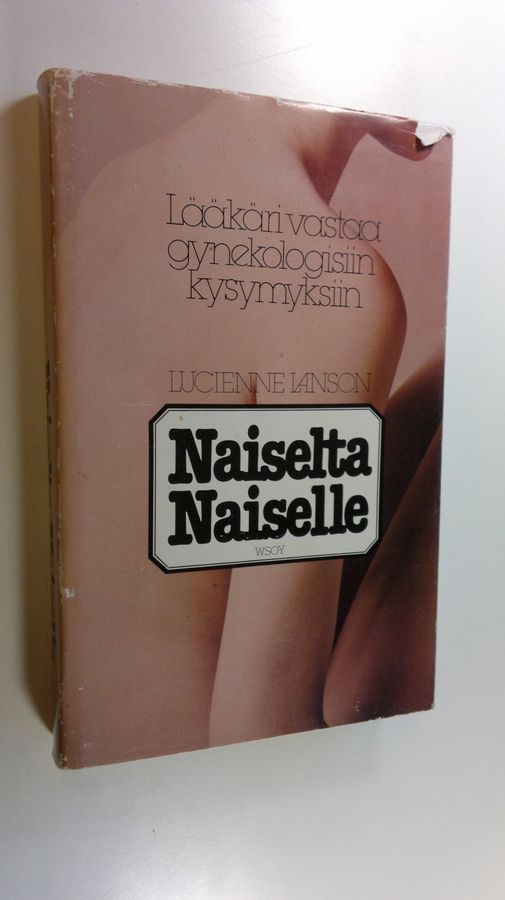 Lääkäri vastaa
gynekologisiin
kysymyksiin
LUCIENNE LANSON
Naiselta
Naiselle
WSOY